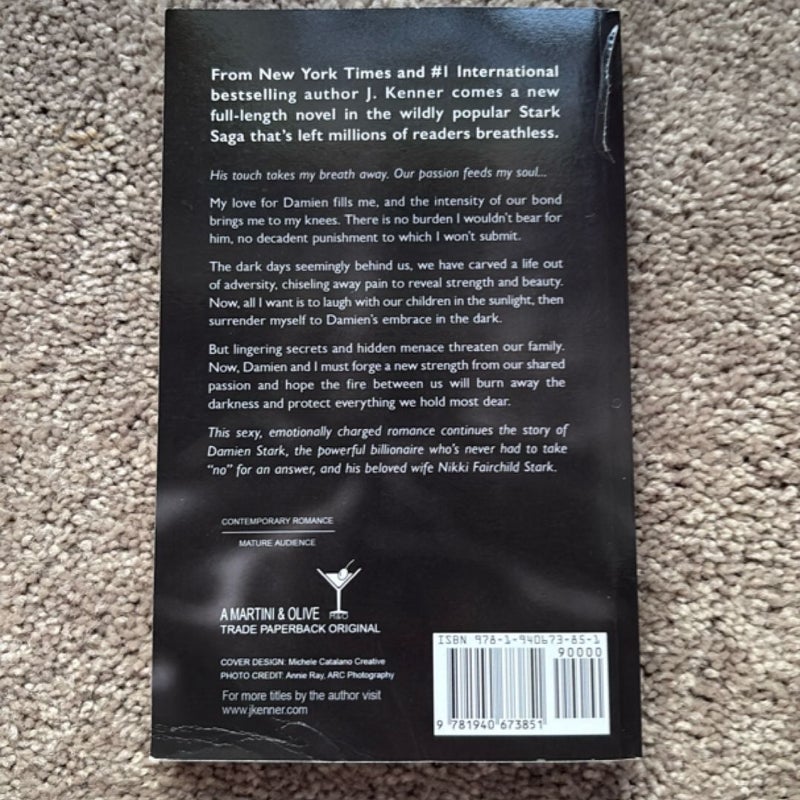 From New York Times and #1 International
bestselling author J. Kenner comes a new
full-length novel in the wildly popular Stark
Saga that's left millions of readers breathless.
His touch takes my breath away. Our passion feeds my soul...
My love for Damien fills me, and the intensity of our bond
brings me to my knees. There is no burden I wouldn't bear for
him, no decadent punishment to which I won't submit.
The dark days seemingly behind us, we have carved a life out
of adversity, chiseling away pain to reveal strength and beauty.
Now, all I want is to laugh with our children in the sunlight, then
surrender myself to Damien's embrace in the dark.
But lingering secrets and hidden menace threaten our family.
Now, Damien and I must forge a new strength from our shared
passion and hope the fire between us will burn away the
darkness and protect everything we hold most dear.
This sexy, emotionally charged romance continues the story of
Damien Stark, the powerful billionaire who's never had to take
"no" for an answer, and his beloved wife Nikki Fairchild Stark.
CONTEMPORARY ROMANCE
MATURE AUDIENCE
A MARTINI & OLIVE M&O
TRADE PAPERBACK ORIGINAL
COVER DESIGN: Michele Catalano Creative
PHOTO CREDIT: Annie Ray, ARC Photography
For more titles by the author visit
www.jkenner.com
ISBN 978-1-940673-85-1
90000
9 781940 673851